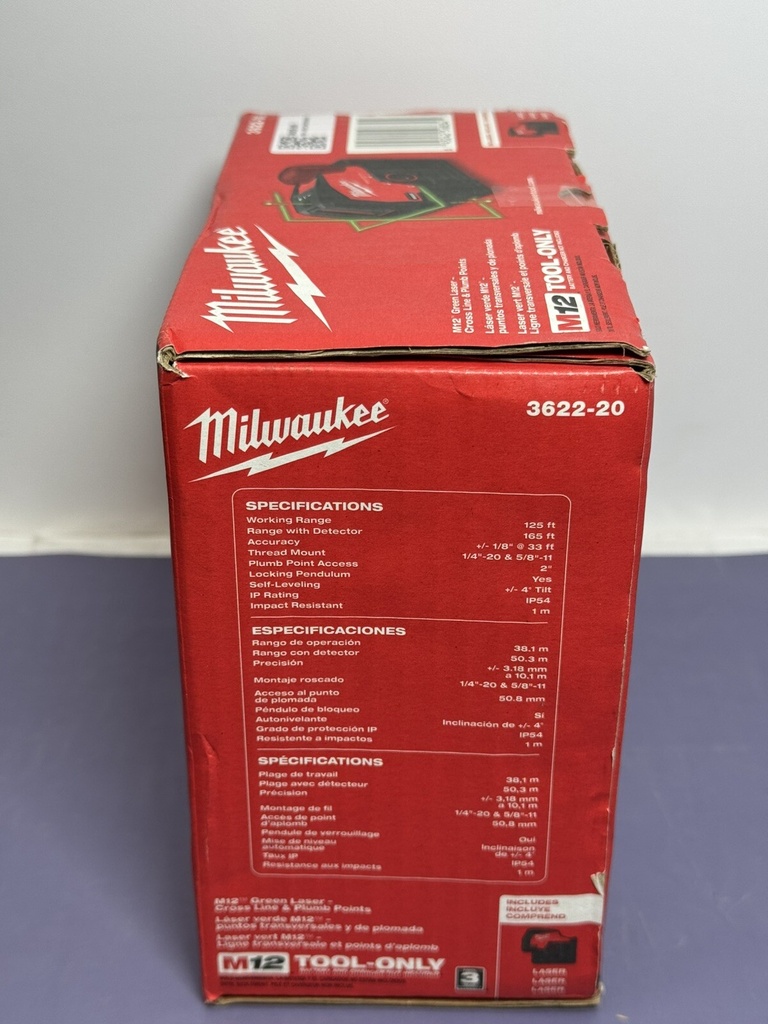 Milwaukee
M12™ Green Laser -
Cross Line & Plumb Points
Láser verde M12™ -
puntos transversales y de plomada
Laser vert M12™ -
Ligne transversale et points d'aplomb
M12 TOOL-ONLY
Milwaukee®
3622-20
SPECIFICATIONS
Working Range 125 ft
Range with Detector 165 ft
Accuracy +/- 1/8" @ 33 ft
Thread Mount 1/4"-20 & 5/8"-11
Plumb Point Access 2"
Locking Pendulum Yes
Self-Leveling +/- 4° Tilt
IP Rating IP54
Impact Resistant 1 m
ESPECIFICACIONES
Rango de operación 38.1 m
Rango con detector 50.3 m
Precisión +/- 3.18 mm
a 10.1 m
Montaje roscado 1/4"-20 & 5/8"-11
Acceso al punto
de plomada 50.8 mm
Péndulo de bloqueo Sí
Autonivelante Inclinación de +/- 4°
Grado de protección IP IP54
Resistente a impactos 1 m
SPÉCIFICATIONS
Plage de travail 38,1 m
Plage avec détecteur 50,3 m
Précision +/- 3,18 mm
a 10,1 m
Montage de fil 1/4"-20 & 5/8"-11
Accès de point
d'aplomb 50,8 mm
Pendule de verrouillage Oui
Mise de niveau
automatique Inclinaison
de +/- 4°
Taux IP IP54
Resistance aux impacts 1 m
M12™ Green Laser -
Cross Line & Plumb Points
Láser verde M12™ -
puntos transversales y de plomada
Laser vert M12™ -
Ligne transversale et points d'aplomb
M12 TOOL-ONLY
3
INCLUDES
INCLUYE
COMPREND
LASER
LÁSER
LASER